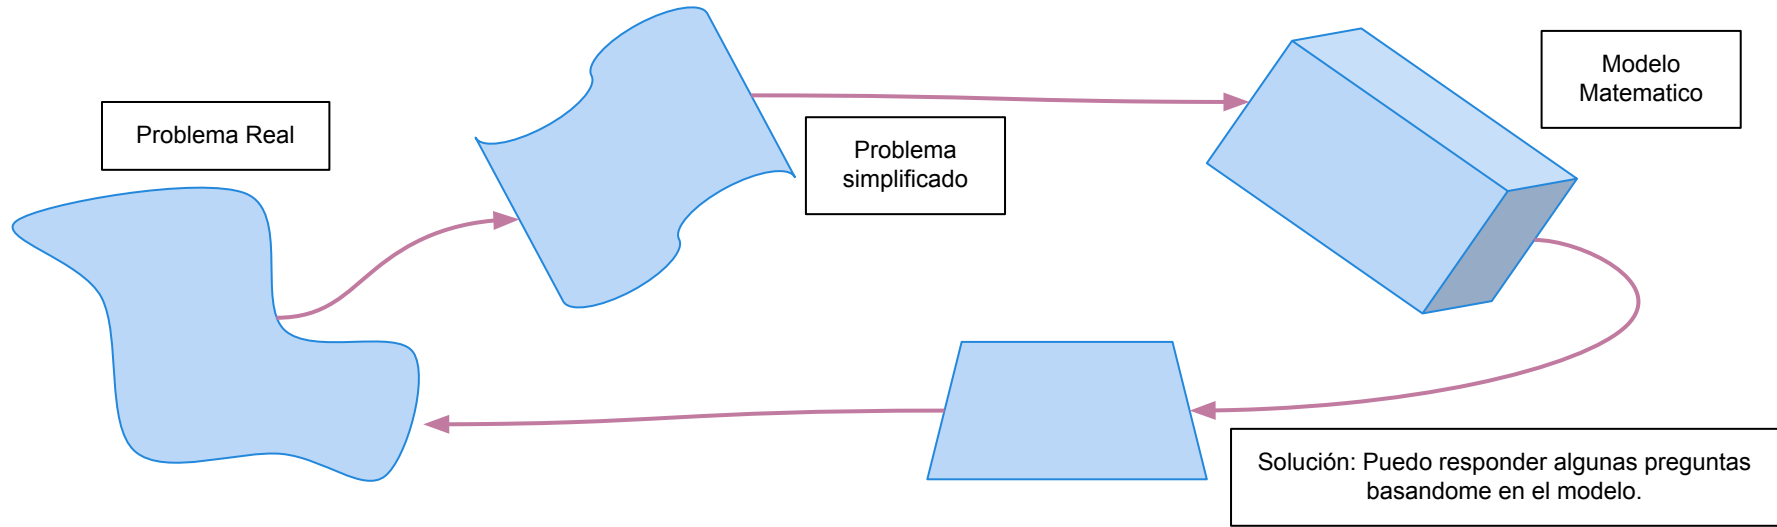 Problema Real
Problema
simplificado
Modelo
Matematico
Solución: Puedo responder algunas preguntas
basandome en el modelo.